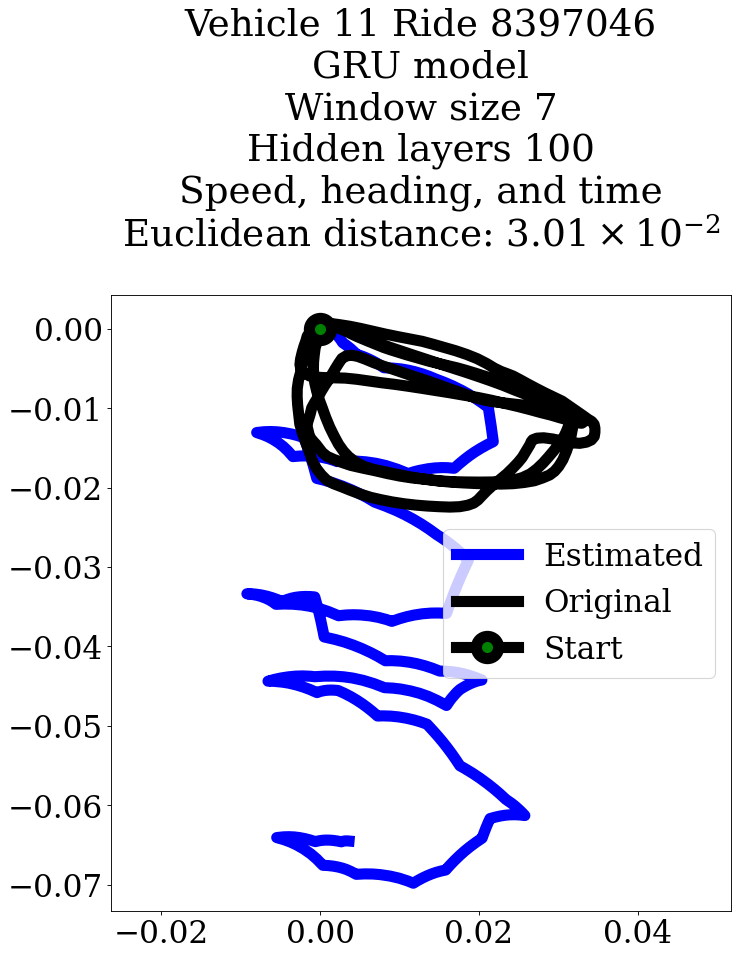 Vehicle 11 Ride 8397046
GRU model
Window size 7
Hidden layers 100
Speed, heading, and time
Euclidean distance: 3.01 × 10⁻²
0.00
−0.01
−0.02
−0.03
−0.04
−0.05
−0.06
−0.07
Estimated
Original
Start
−0.02 0.00 0.02 0.04